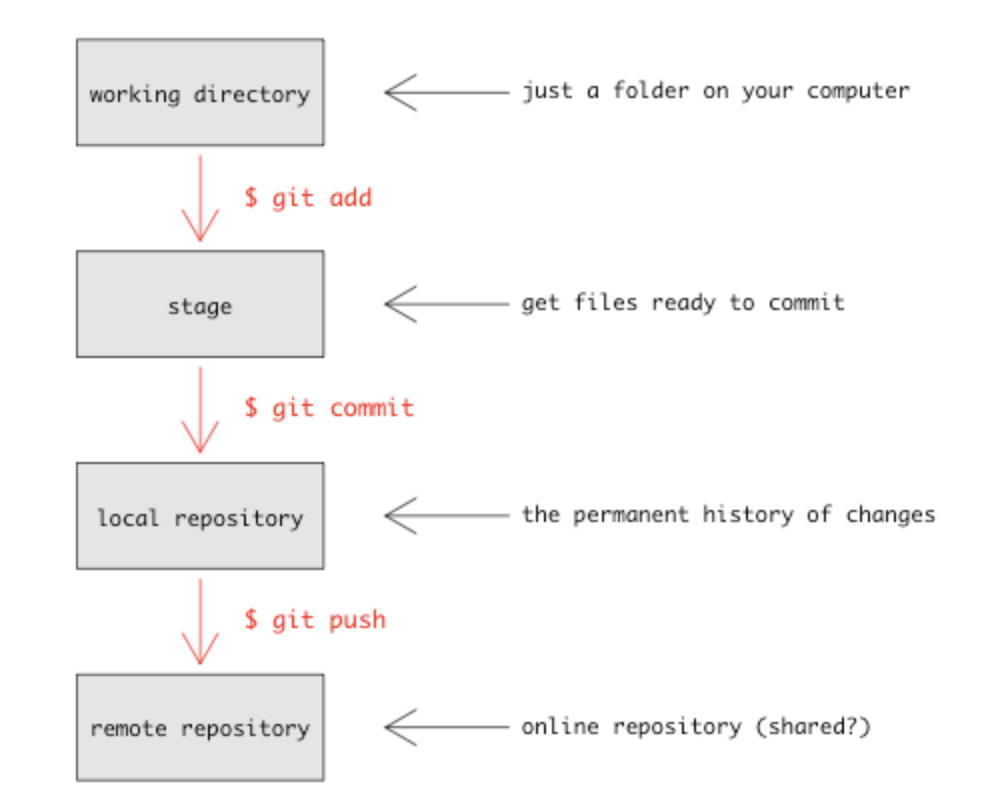 working directory
just a folder on your computer
$ git add
stage
get files ready to commit
$ git commit
local repository
the permanent history of changes
$ git push
remote repository
online repository (shared?)